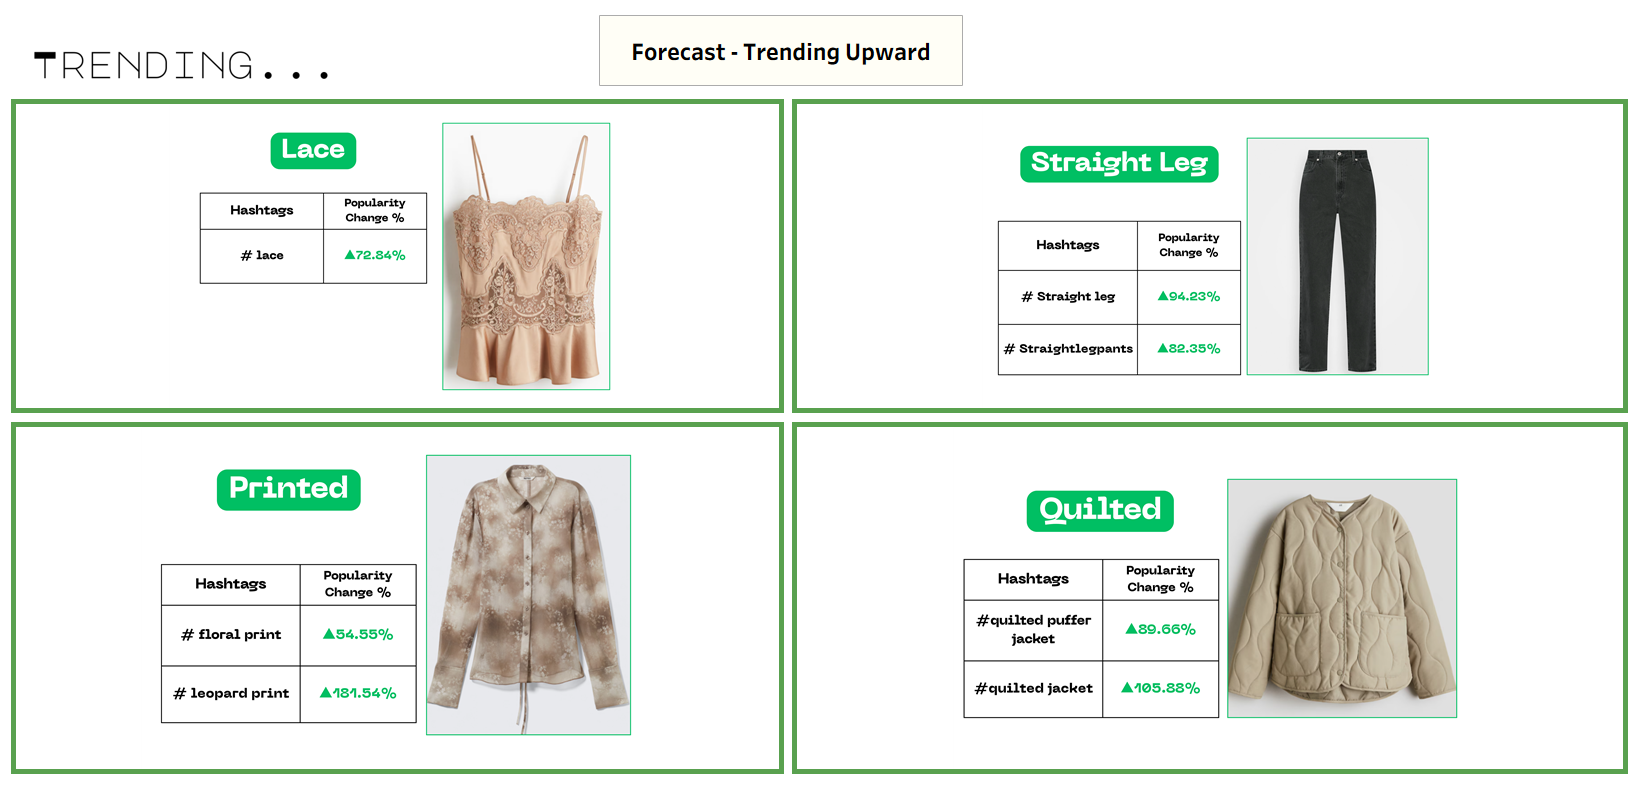 TRENDING...
Forecast - Trending Upward
Lace
Hashtags
Popularity
Change %
# lace
▲72.84%
Straight Leg
Hashtags
Popularity
Change %
# Straight leg
▲94.23%
# Straightlegpants
▲82.35%
Printed
Hashtags
Popularity
Change %
# floral print
▲54.55%
# leopard print
▲181.54%
Quilted
Hashtags
Popularity
Change %
#quilted puffer
jacket
▲89.66%
#quilted jacket
▲105.88%